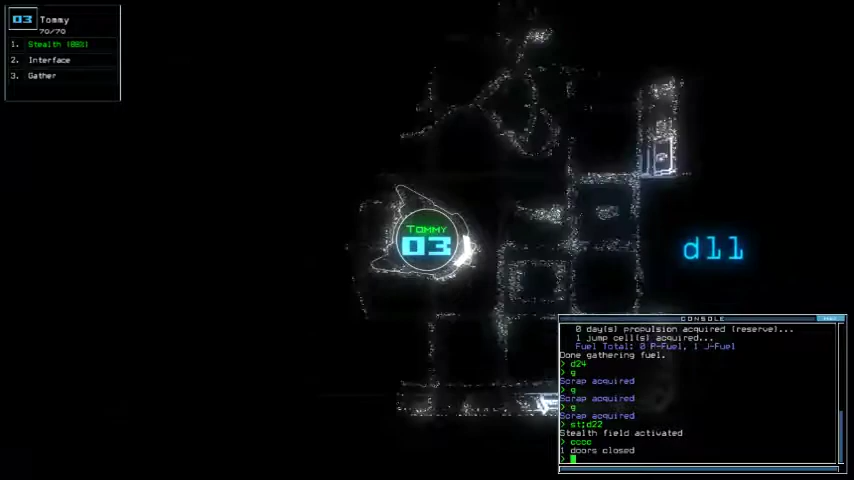 03 Tommy
70/70
1. Stealth (88%)
2. Interface
3. Gather
TOMMY
03
dll
CONSOLE
0 day(s) propulsion acquired (reserve)...
1 jump cell(s) acquired...
Fuel Total: 0 P-Fuel, 1 J-Fuel
Done gathering fuel.
> d24
> g
Scrap acquired
> g
Scrap acquired
> g
Scrap acquired
> st;d22
Stealth field activated
> cccc
1 doors closed
>